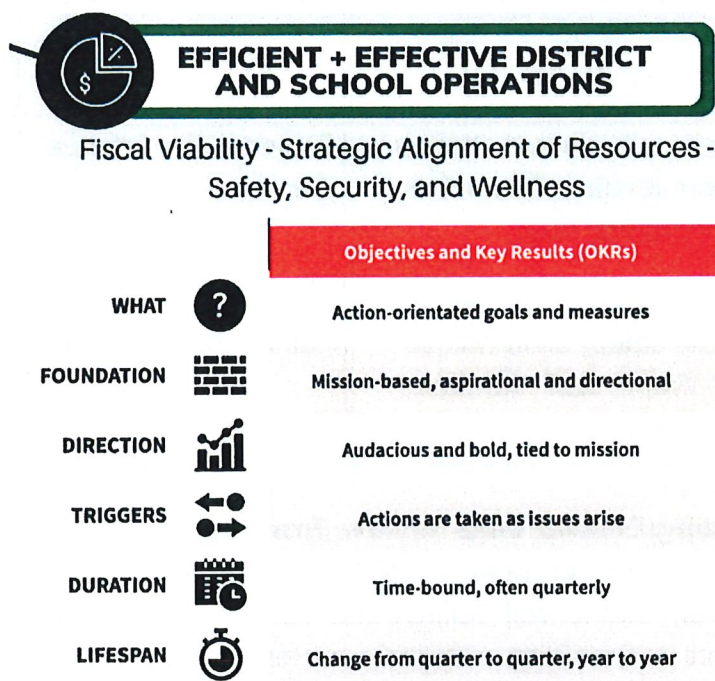 EFFICIENT + EFFECTIVE DISTRICT
AND SCHOOL OPERATIONS
Fiscal Viability - Strategic Alignment of Resources -
Safety, Security, and Wellness
Objectives and Key Results (OKRs)
WHAT ? Action-orientated goals and measures
FOUNDATION Mission-based, aspirational and directional
DIRECTION Audacious and bold, tied to mission
TRIGGERS Actions are taken as issues arise
DURATION Time-bound, often quarterly
LIFESPAN Change from quarter to quarter, year to year